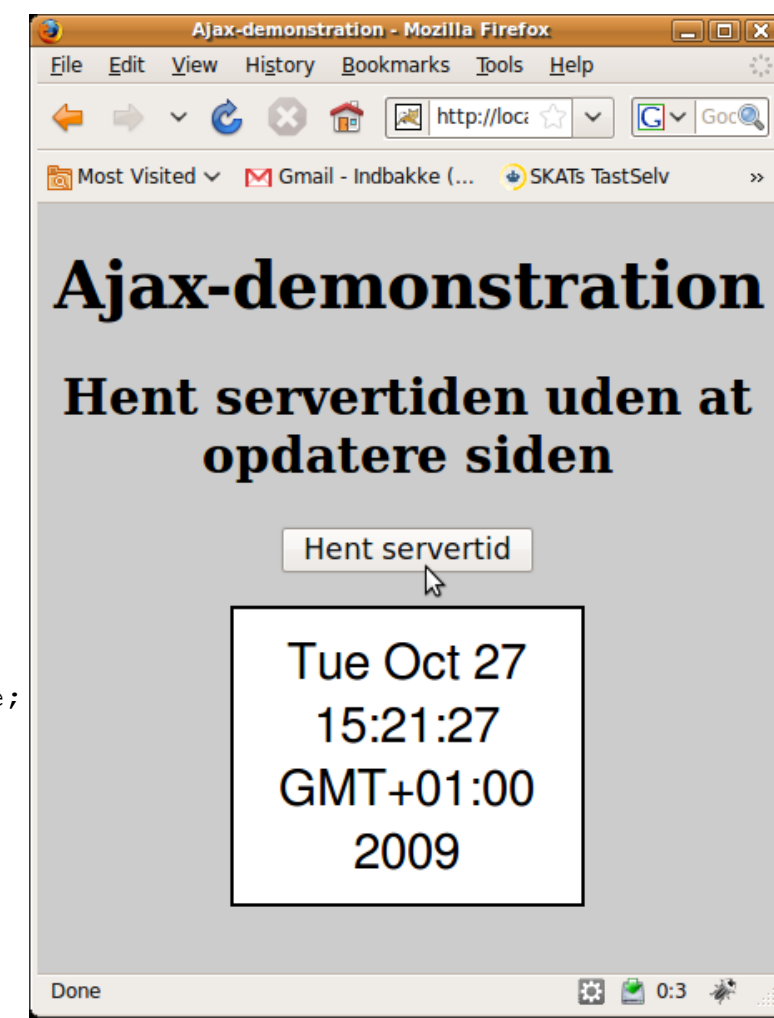 Ajax-demonstration - Mozilla Firefox
File Edit View History Bookmarks Tools Help
http://loca G Goo
Most Visited Gmail - Indbakke (... SKATs TastSelv »
Ajax-demonstration
Hent servertiden uden at
opdatere siden
Hent servertid
Tue Oct 27
e;
15:21:27
GMT+01:00
2009
Done 0:3